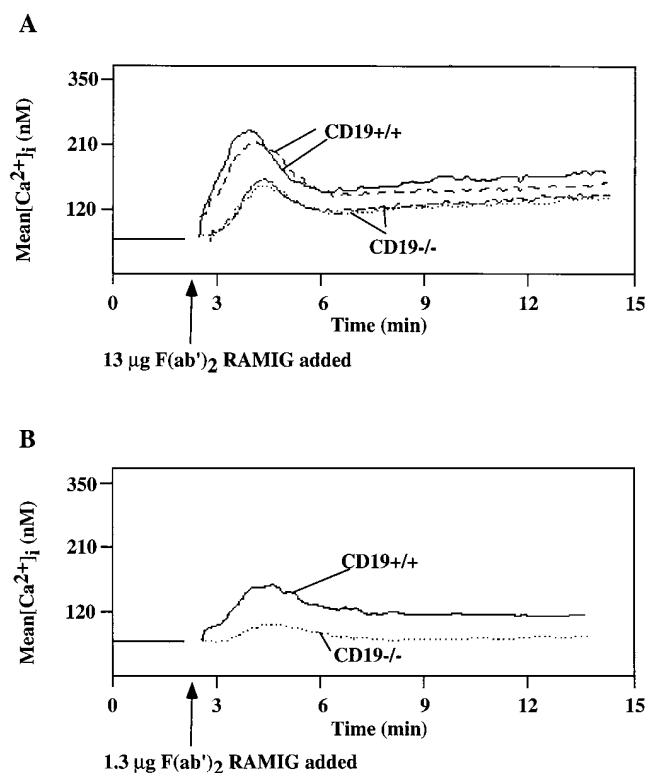 A
Mean[Ca2+]i (nM)
350
210
120
CD19+/+
CD19-/-
0
3
6
9
12
15
Time (min)
13 µg F(ab')2 RAMIG added
B
Mean[Ca2+]i (nM)
350
210
120
CD19+/+
CD19-/-
0
3
6
9
12
15
Time (min)
1.3 µg F(ab')2 RAMIG added